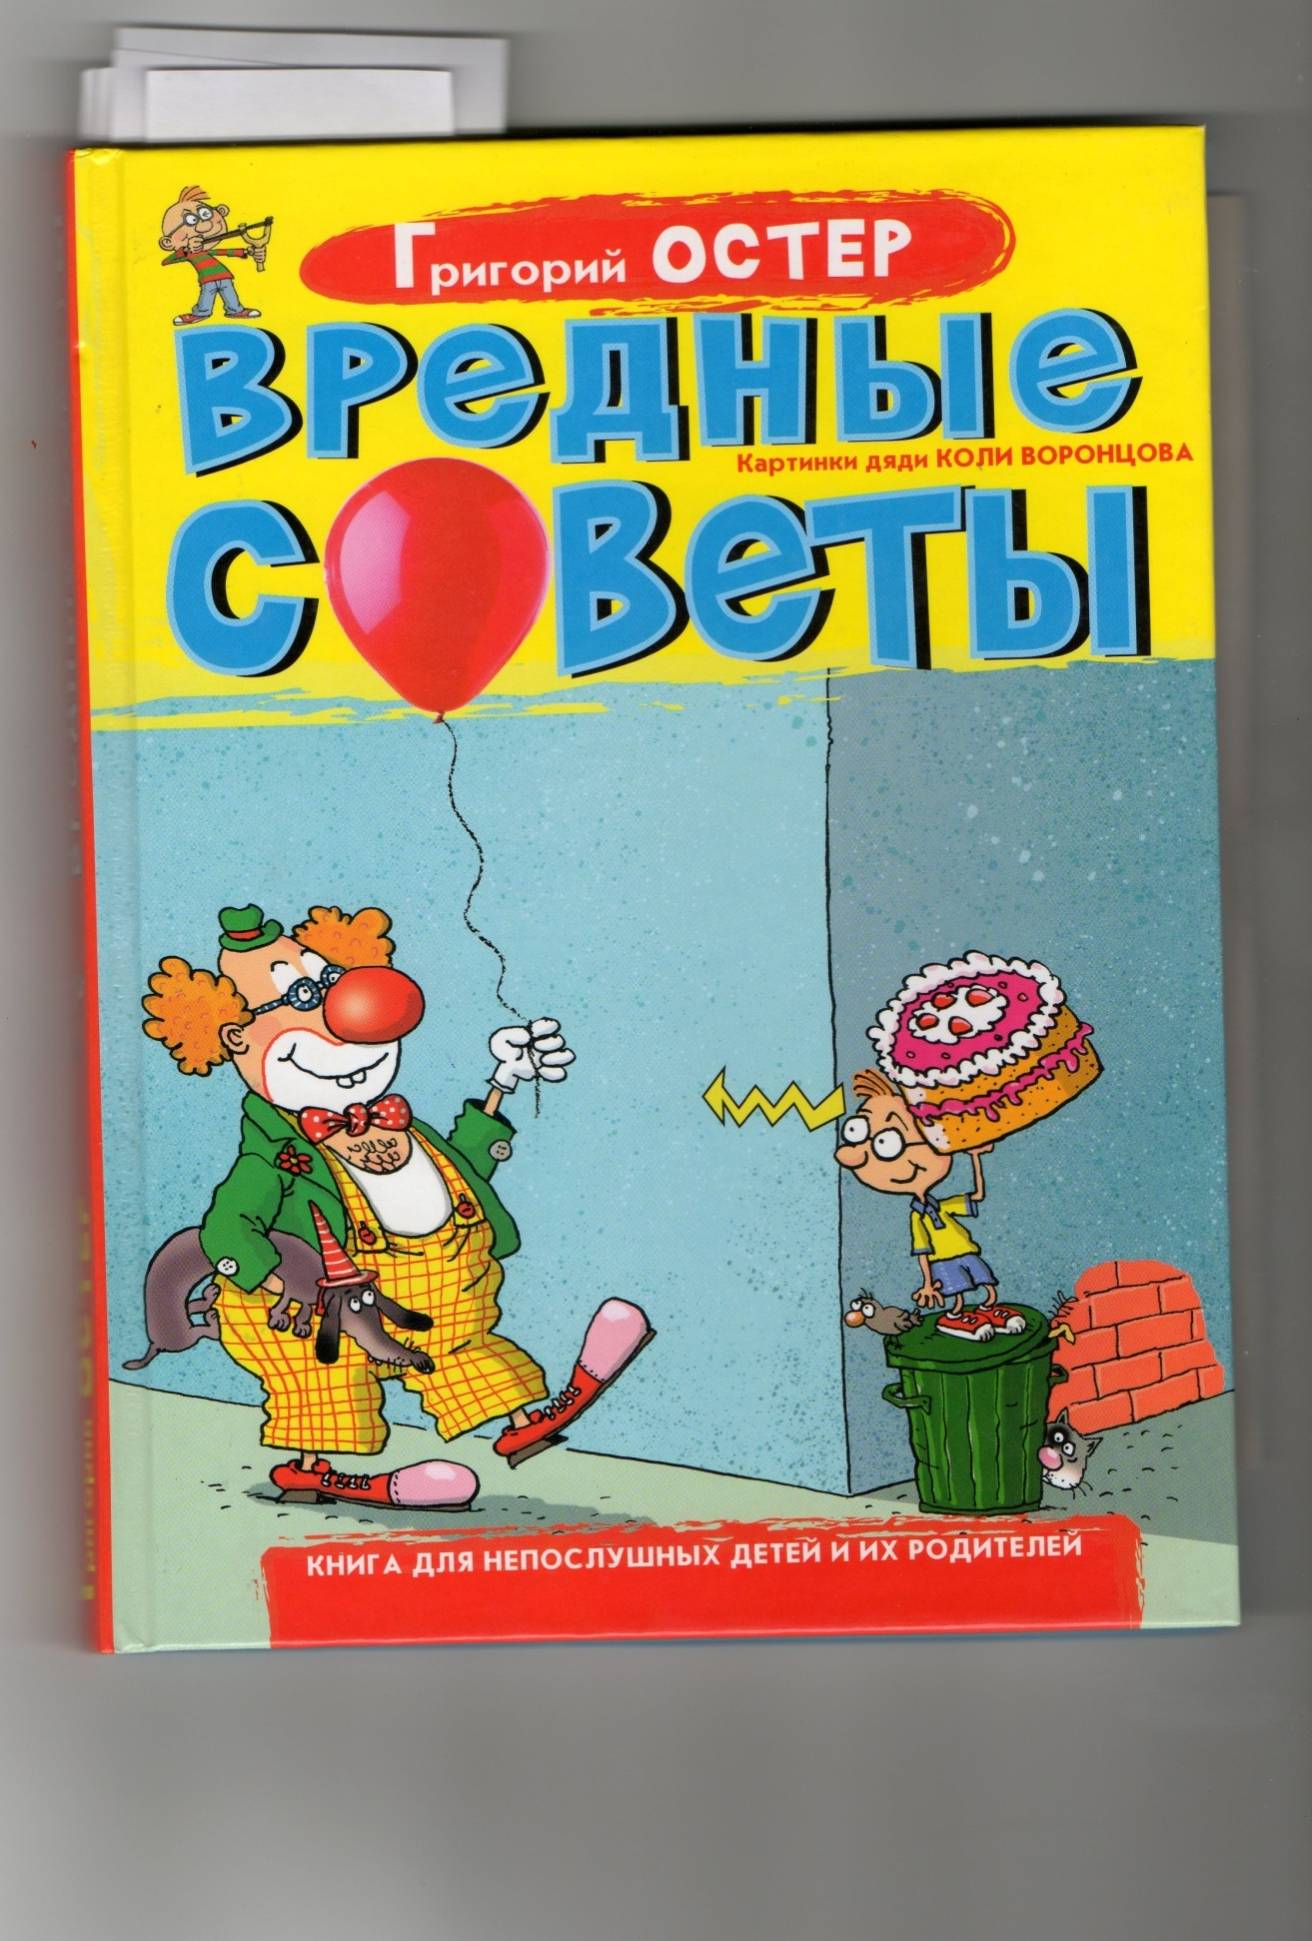 Григорий ОСТЕР
ВРЕДНЫЕ
Картинки дяди КОЛИ ВОРОНЦОВА
СОВЕТЫ
КНИГА ДЛЯ НЕПОСЛУШНЫХ ДЕТЕЙ И ИХ РОДИТЕЛЕЙ